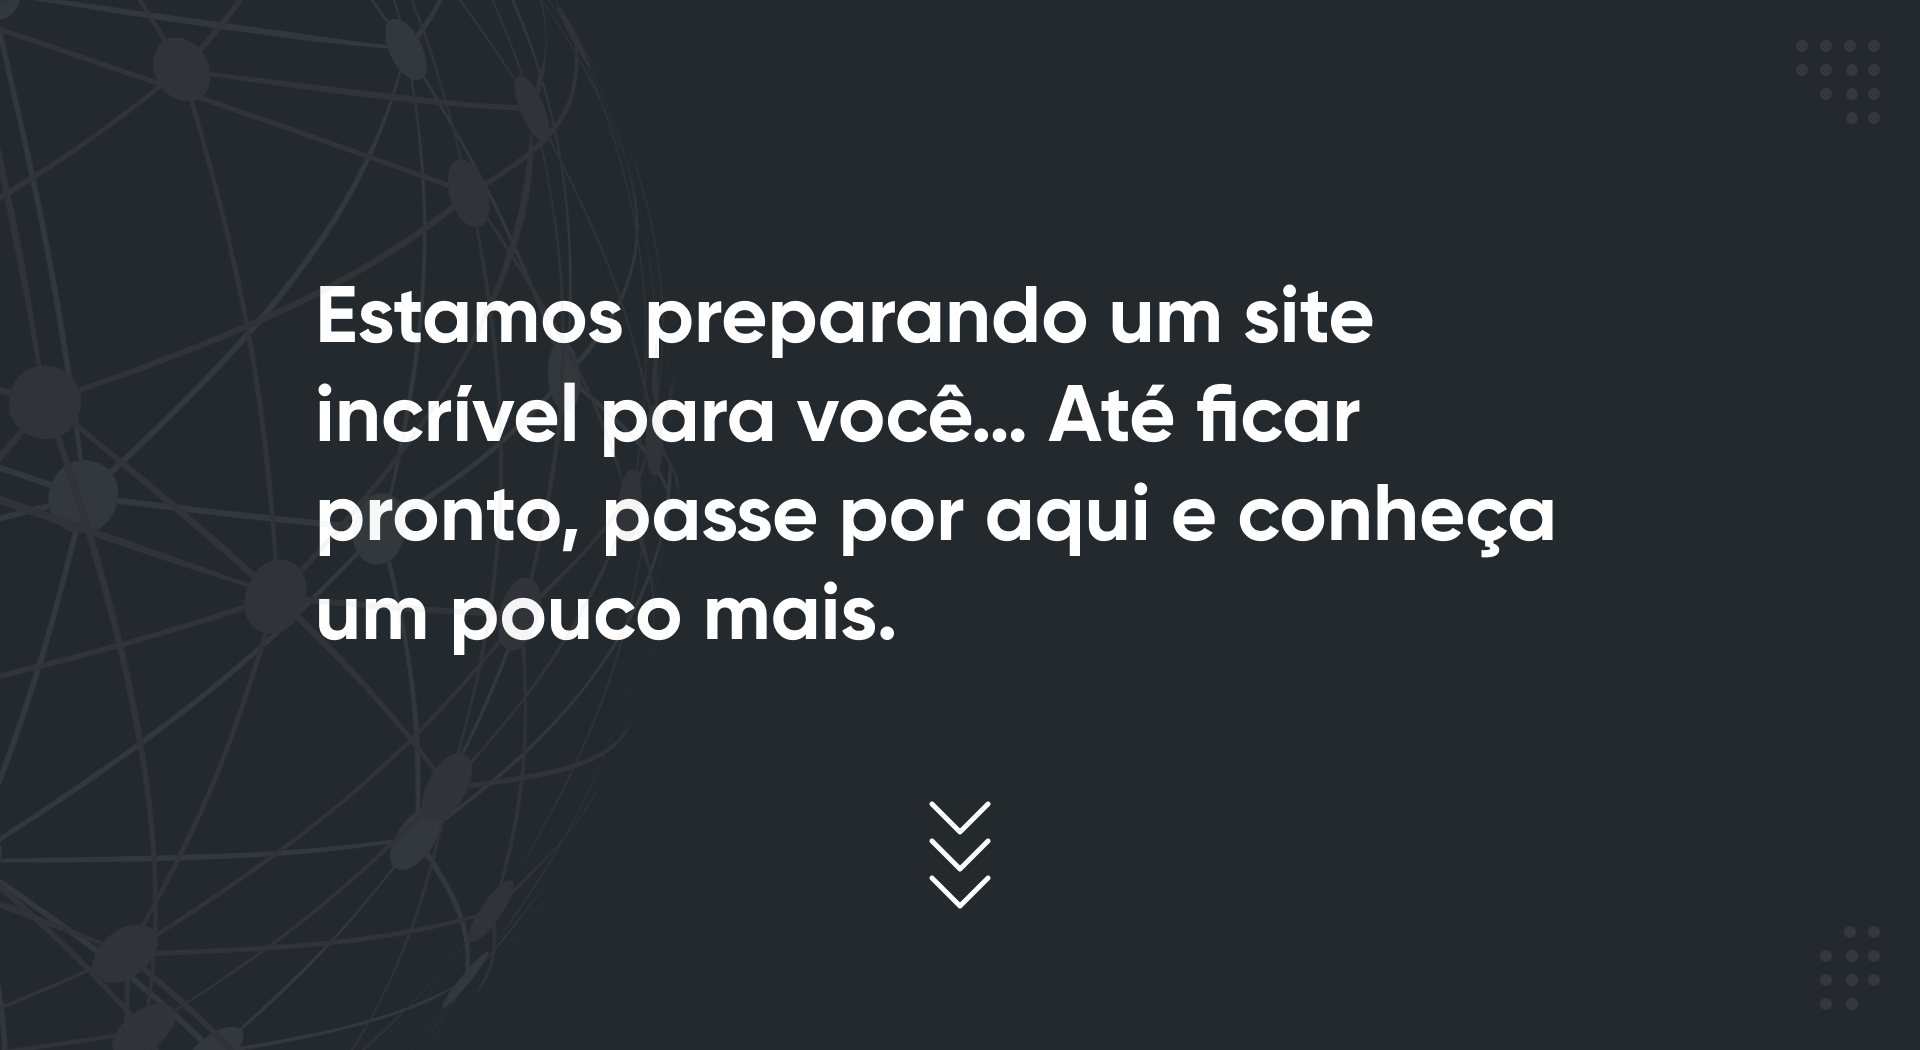 Estamos preparando um site
incrível para você... Até ficar
pronto, passe por aqui e conheça
um pouco mais.